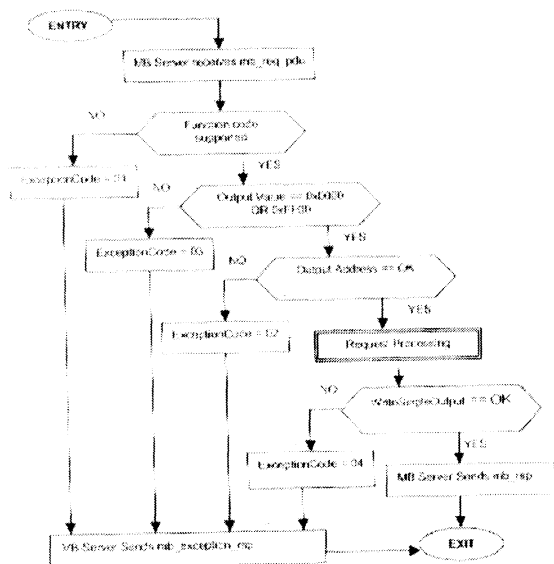 ENTRY
MB Server receives mb_req_pdu
NO
Function code
supported
ExceptionCode = 01
YES
NO
Output Value == 0x0000
OR 0xFF00
YES
ExceptionCode = 03
NO
Output Address == OK
YES
ExceptionCode = 02
Request Processing
NO
WriteSingleOutput == OK
YES
ExceptionCode = 04
MB Server Sends mb_rsp
MB Server Sends mb_exception_rsp
EXIT